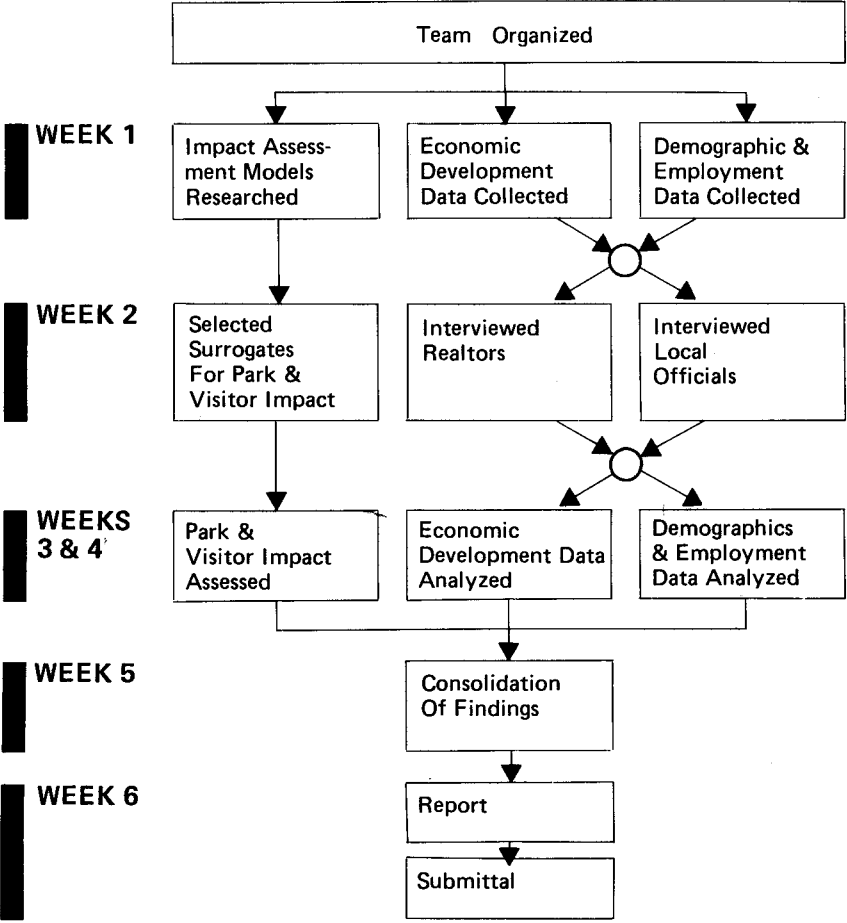 Team Organized
WEEK 1
Impact Assess-
ment Models
Researched
Economic
Development
Data Collected
Demographic &
Employment
Data Collected
WEEK 2
Selected
Surrogates
For Park &
Visitor Impact
Interviewed
Realtors
Interviewed
Local
Officials
WEEKS
3 & 4
Park &
Visitor Impact
Assessed
Economic
Development Data
Analyzed
Demographics
& Employment
Data Analyzed
WEEK 5
Consolidation
Of Findings
WEEK 6
Report
Submittal